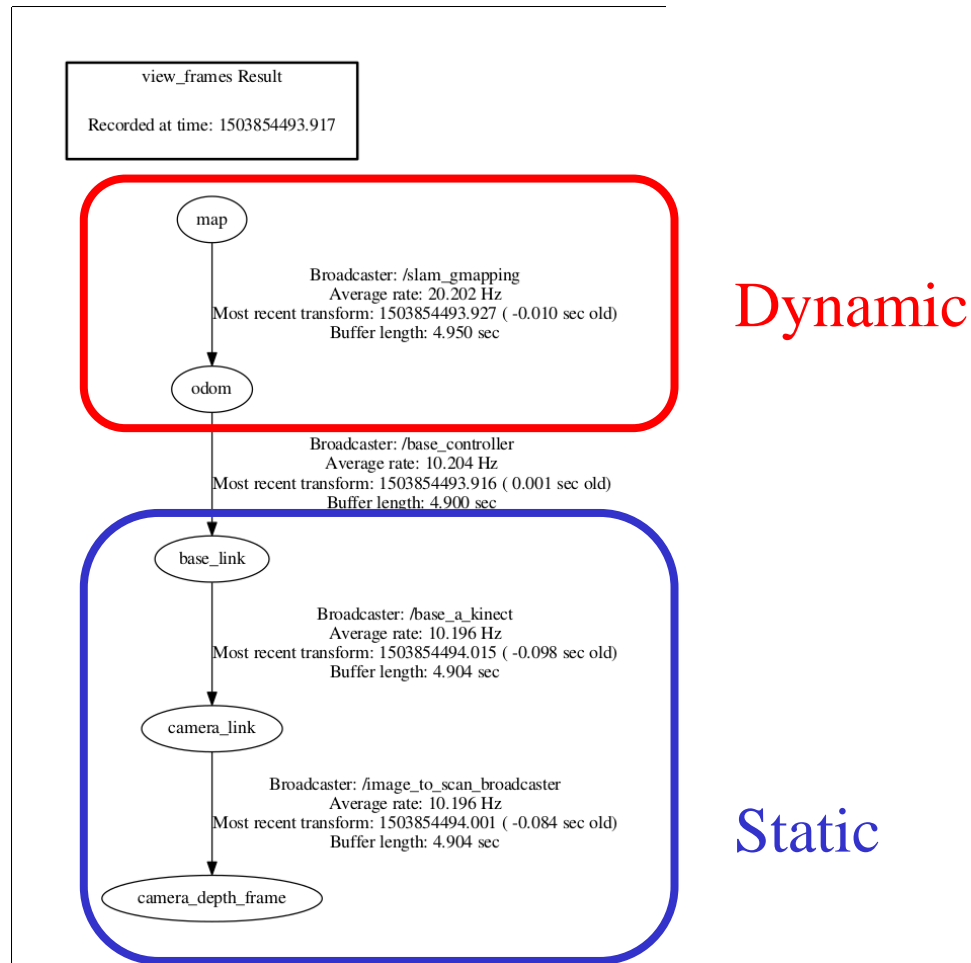 view_frames Result
Recorded at time: 1503854493.917
map
Broadcaster: /slam_gmapping
Average rate: 20.202 Hz
Most recent transform: 1503854493.927 ( -0.010 sec old)
Buffer length: 4.950 sec
Dynamic
odom
Broadcaster: /base_controller
Average rate: 10.204 Hz
Most recent transform: 1503854493.916 ( 0.001 sec old)
Buffer length: 4.900 sec
base_link
Broadcaster: /base_a_kinect
Average rate: 10.196 Hz
Most recent transform: 1503854494.015 ( -0.098 sec old)
Buffer length: 4.904 sec
camera_link
Broadcaster: /image_to_scan_broadcaster
Average rate: 10.196 Hz
Most recent transform: 1503854494.001 ( -0.084 sec old)
Buffer length: 4.904 sec
Static
camera_depth_frame